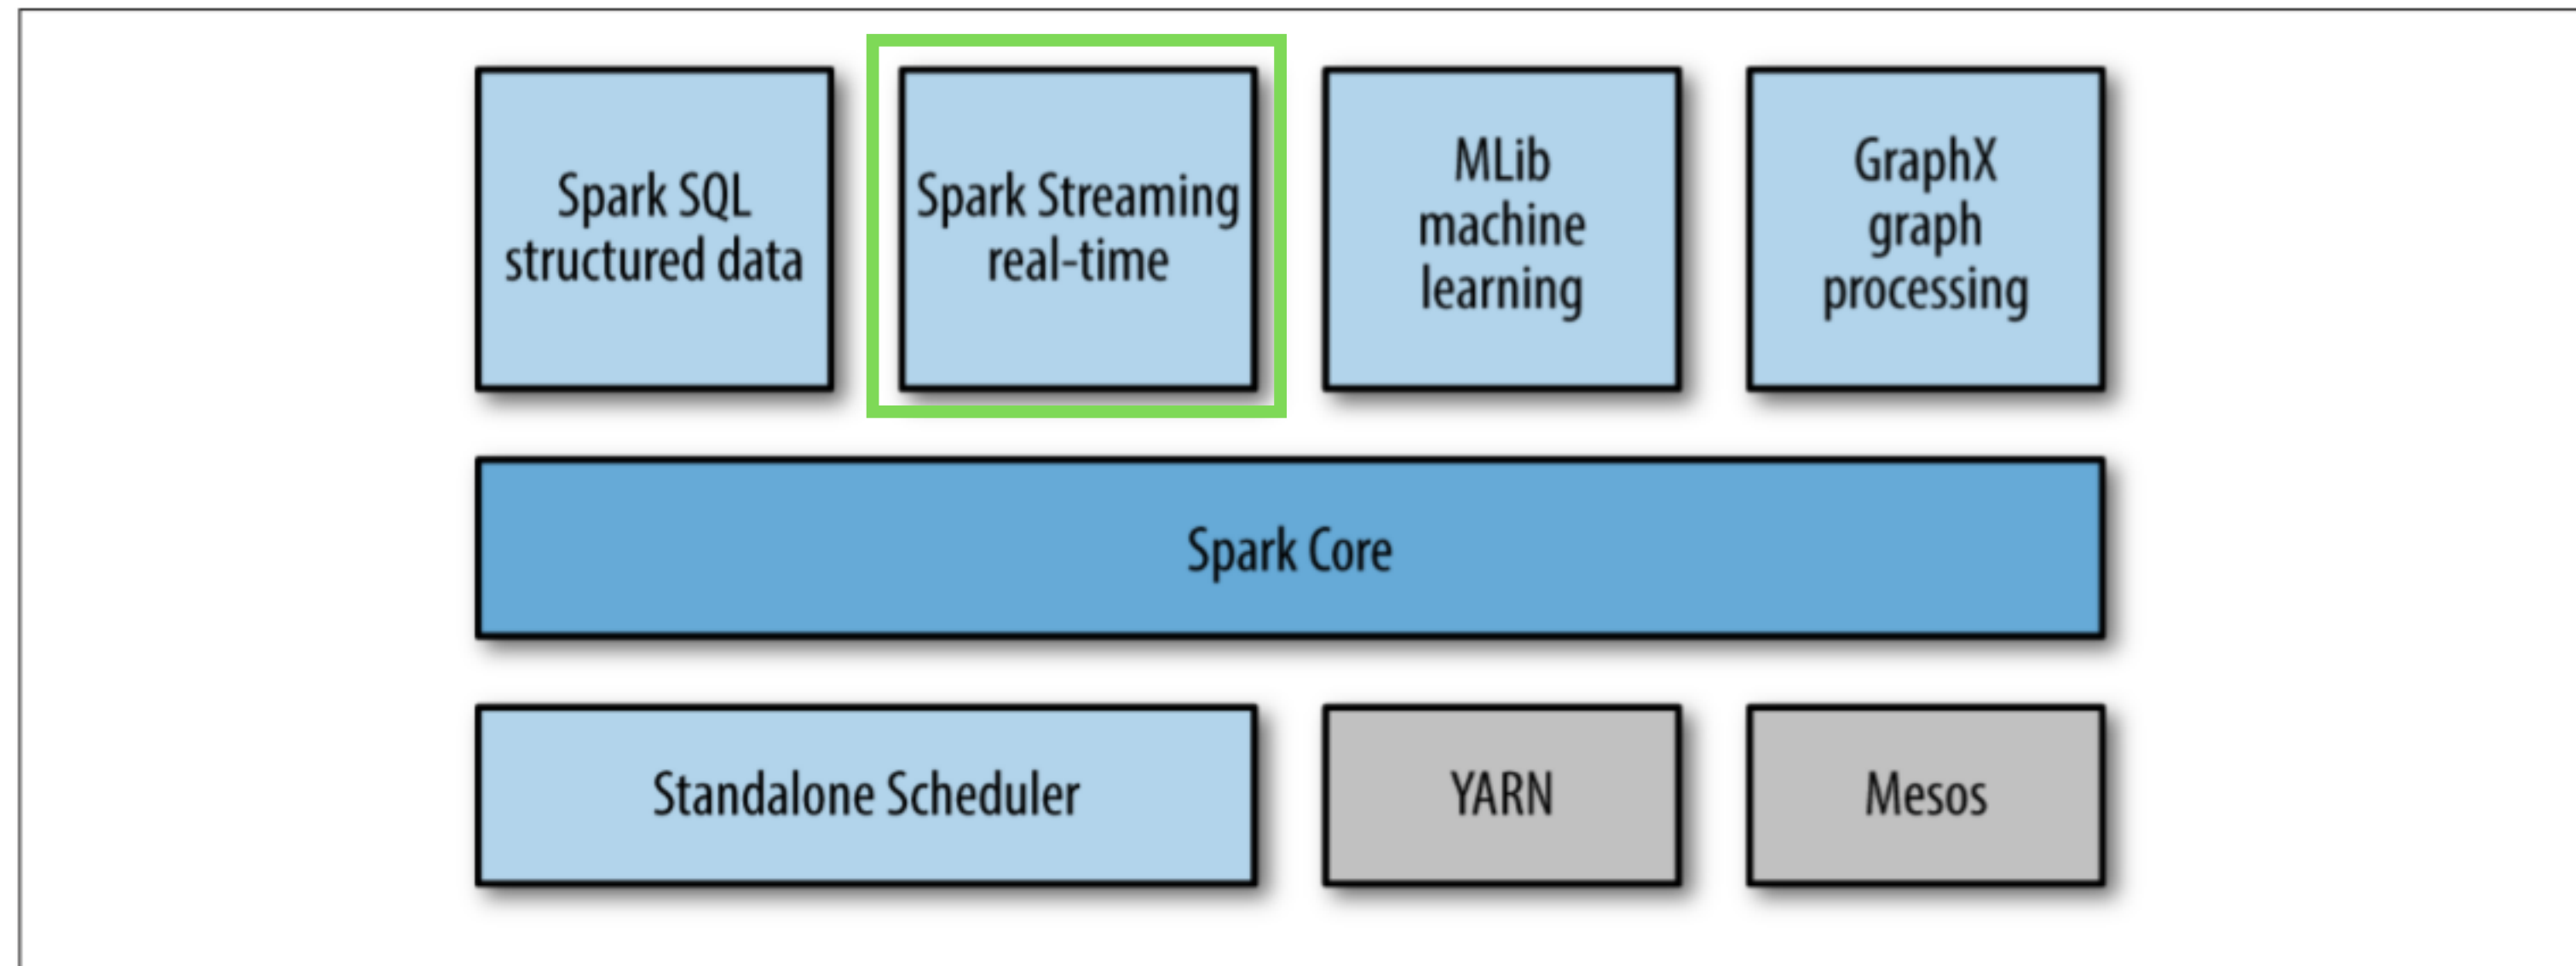 Spark SQL
structured data
Spark Streaming
real-time
MLib
machine
learning
GraphX
graph
processing
Spark Core
Standalone Scheduler
YARN
Mesos